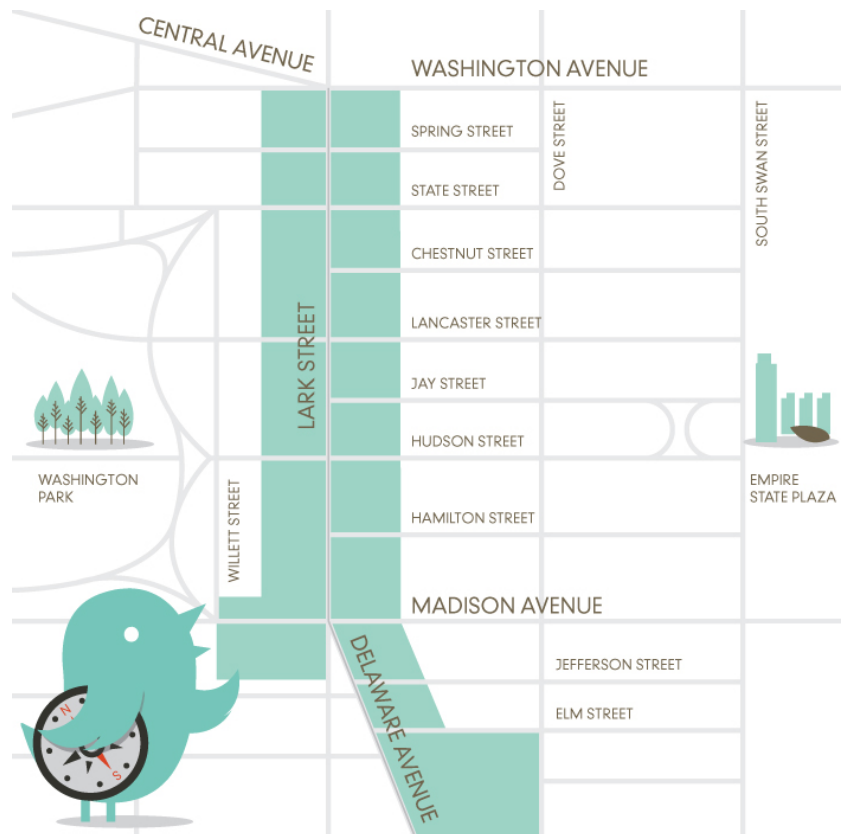 CENTRAL AVENUE
WASHINGTON AVENUE
SPRING STREET
DOVE STREET
SOUTH SWAN STREET
STATE STREET
CHESTNUT STREET
LARK STREET
LANCASTER STREET
JAY STREET
HUDSON STREET
WASHINGTON
PARK
EMPIRE
STATE PLAZA
WILLETT STREET
HAMILTON STREET
MADISON AVENUE
DELAWARE AVENUE
JEFFERSON STREET
ELM STREET
N
S